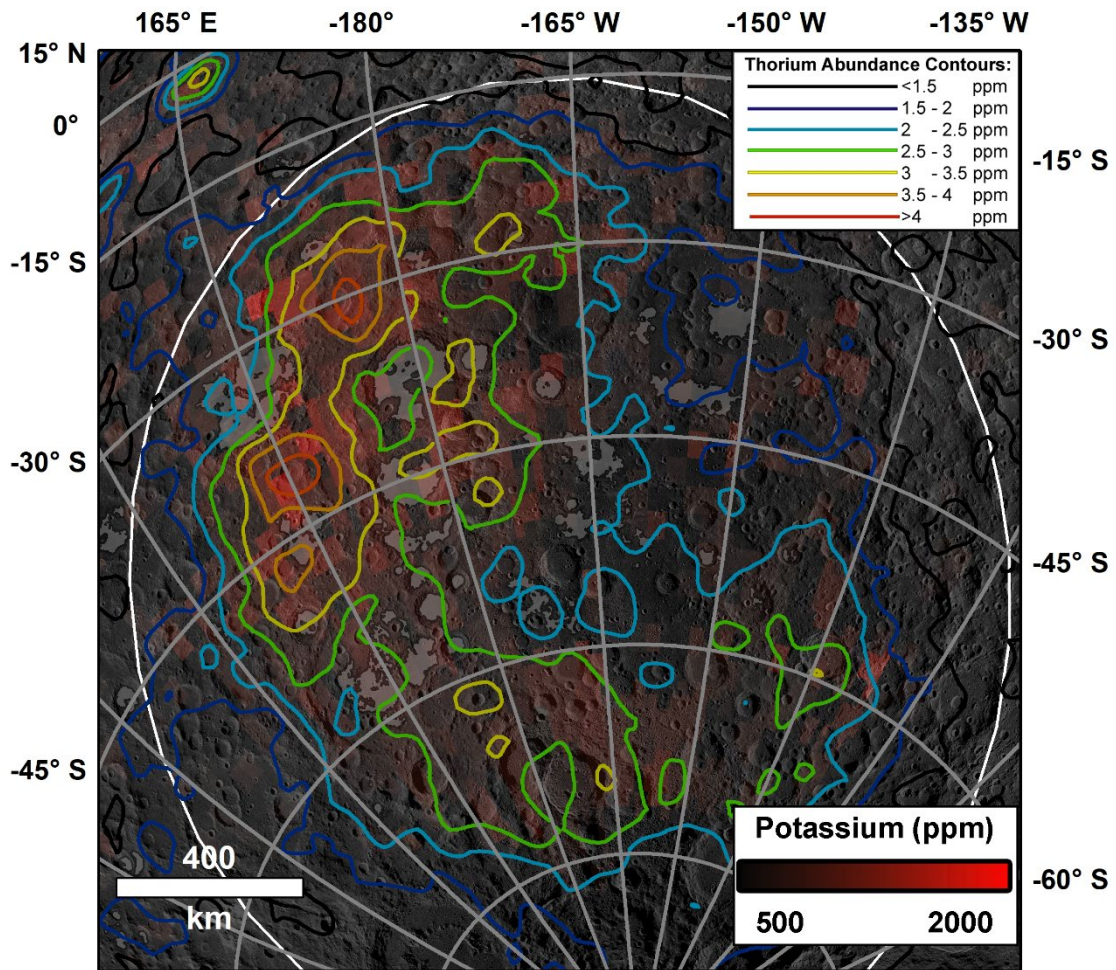 165° E -180° -165° W -150° W -135° W
15° N
0°
-15° S
-30° S
-45° S
Thorium Abundance Contours:
<1.5 ppm
1.5 - 2 ppm
2 - 2.5 ppm
2.5 - 3 ppm
3 - 3.5 ppm
3.5 - 4 ppm
>4 ppm
-15° S
-30° S
-45° S
-60° S
400
km
Potassium (ppm)
500 2000